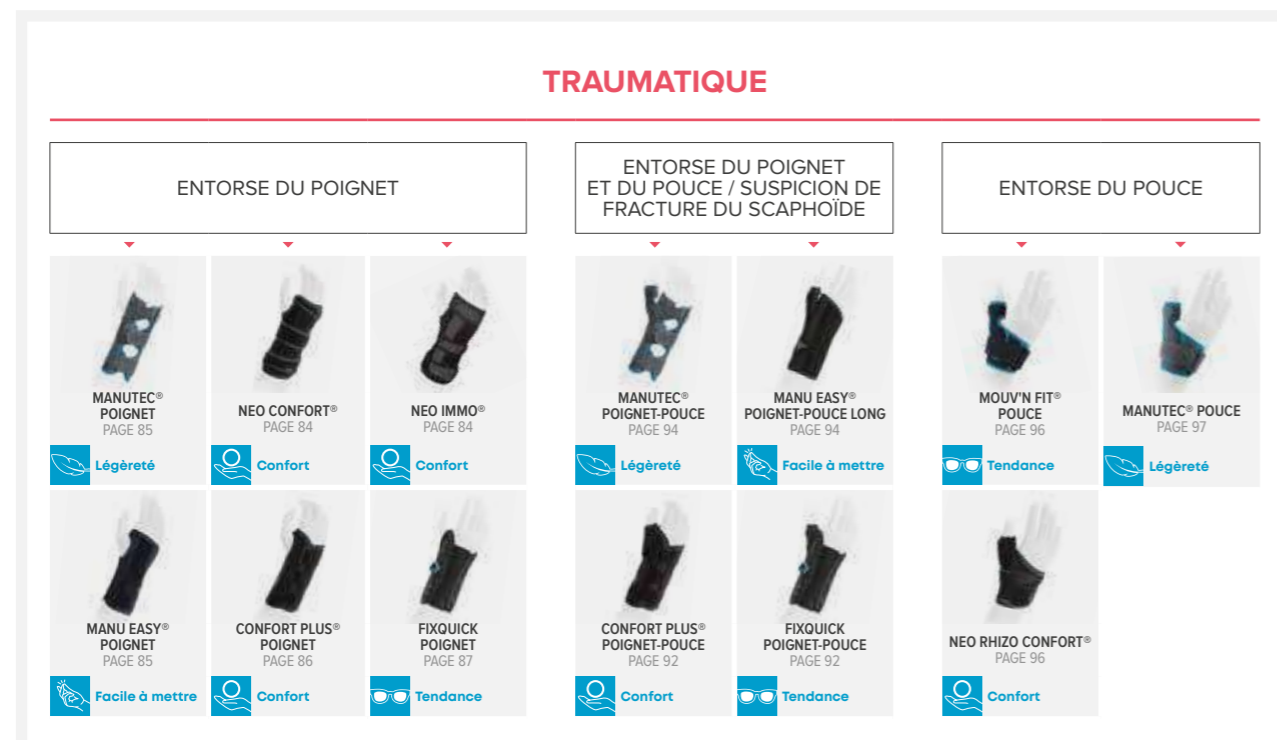 TRAUMATIQUE
ENTORSE DU POIGNET
MANUTEC®
POIGNET
PAGE 85
Légèreté
NEO CONFORT®
PAGE 84
Confort
NEO IMMO®
PAGE 84
Confort
MANU EASY®
POIGNET
PAGE 85
Facile à mettre
CONFORT PLUS®
POIGNET
PAGE 86
Confort
FIXQUICK
POIGNET
PAGE 87
Tendance
ENTORSE DU POIGNET
ET DU POUCE / SUSPICION DE
FRACTURE DU SCAPHOÏDE
MANUTEC®
POIGNET-POUCE
PAGE 94
Légèreté
MANU EASY®
POIGNET-POUCE LONG
PAGE 94
Facile à mettre
CONFORT PLUS®
POIGNET-POUCE
PAGE 92
Confort
FIXQUICK
POIGNET-POUCE
PAGE 92
Tendance
ENTORSE DU POUCE
MOUV'N FIT®
POUCE
PAGE 96
Tendance
MANUTEC® POUCE
PAGE 97
Légèreté
NEO RHIZO CONFORT®
PAGE 96
Confort